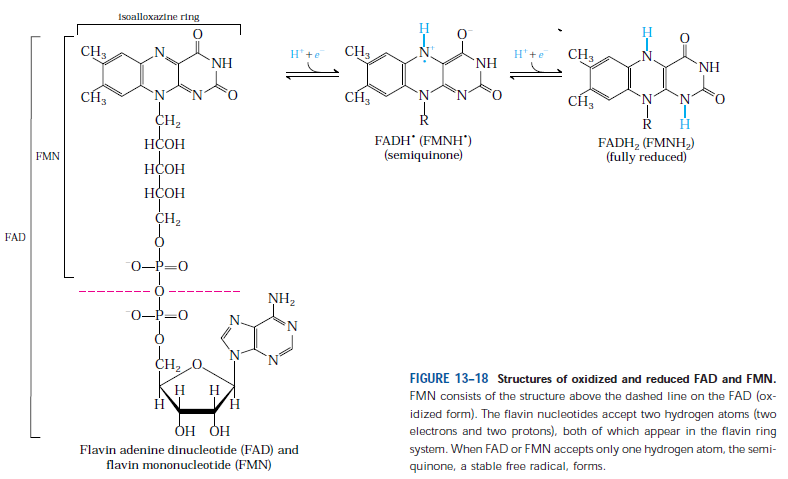 isoalloxazine ring
O
CH₃
N
NH
CH₃
N
N
O
CH₂
HCOH
HCOH
HCOH
CH₂
O
⁻O—P=O
O
⁻O—P=O
O
CH₂
O
NH₂
N
N
N
N
H
H
H
H
OH OH
FMN
FAD
Flavin adenine dinucleotide (FAD) and
flavin mononucleotide (FMN)
H⁺ + e⁻
H
O⁻
CH₃
N⁺
NH
CH₃
N
N
O
R
FADH• (FMNH•)
(semiquinone)
H⁺ + e⁻
H
O
CH₃
N
NH
CH₃
N
N
O
R
H
FADH₂ (FMNH₂)
(fully reduced)
FIGURE 13–18 Structures of oxidized and reduced FAD and FMN.
FMN consists of the structure above the dashed line on the FAD (ox-
idized form). The flavin nucleotides accept two hydrogen atoms (two
electrons and two protons), both of which appear in the flavin ring
system. When FAD or FMN accepts only one hydrogen atom, the semi-
quinone, a stable free radical, forms.